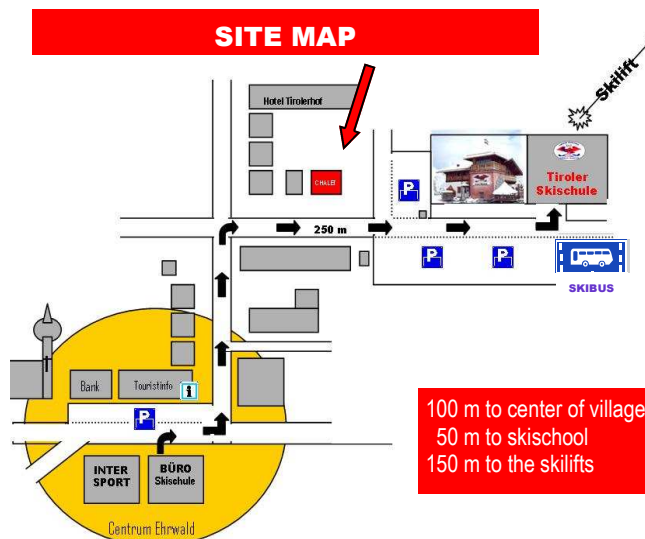 SITE MAP
Skilift
Hotel Tirolerhof
CHALET
P
Tiroler
Skischule
250 m
P
P
SKIBUS
Bank
Touristinfo
i
P
100 m to center of village
50 m to skischool
150 m to the skilifts
INTER
SPORT
BÜRO
Skischule
Centrum Ehrwald